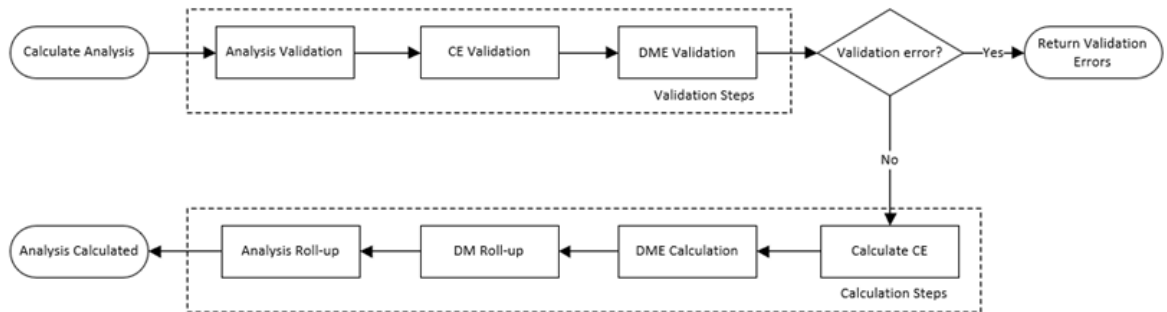 Calculate Analysis
Analysis Validation
CE Validation
DME Validation
Validation Steps
Validation error?
Yes
Return Validation
Errors
No
Calculate CE
DME Calculation
DM Roll-up
Analysis Roll-up
Calculation Steps
Analysis Calculated